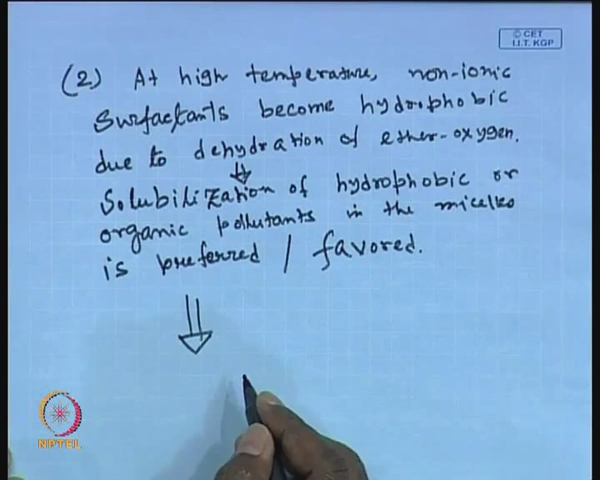 © CET
I.I.T. KGP
(2) At high temperature, non-ionic
surfactants become hydrophobic
due to dehydration of ether-oxygen.
Solubilization of hydrophobic or
organic pollutants in the micelles
is preferred / favored.
NPTEL